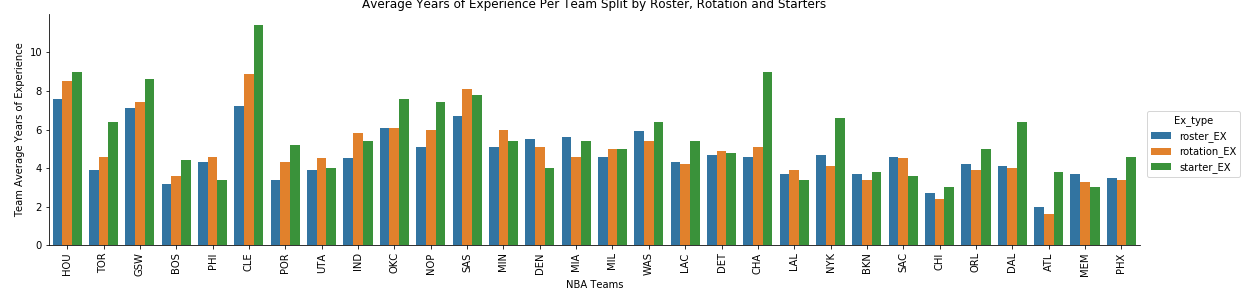 Average Years of Experience Per Team Split by Roster, Rotation and Starters
Team Average Years of Experience
10
8
6
4
2
0
HOU TOR GSW BOS PHI CLE POR UTA IND OKC NOP SAS MIN DEN MIA MIL WAS LAC DET CHA LAL NYK BKN SAC CHI ORL DAL ATL MEM PHX
NBA Teams
Ex_type
roster_EX
rotation_EX
starter_EX